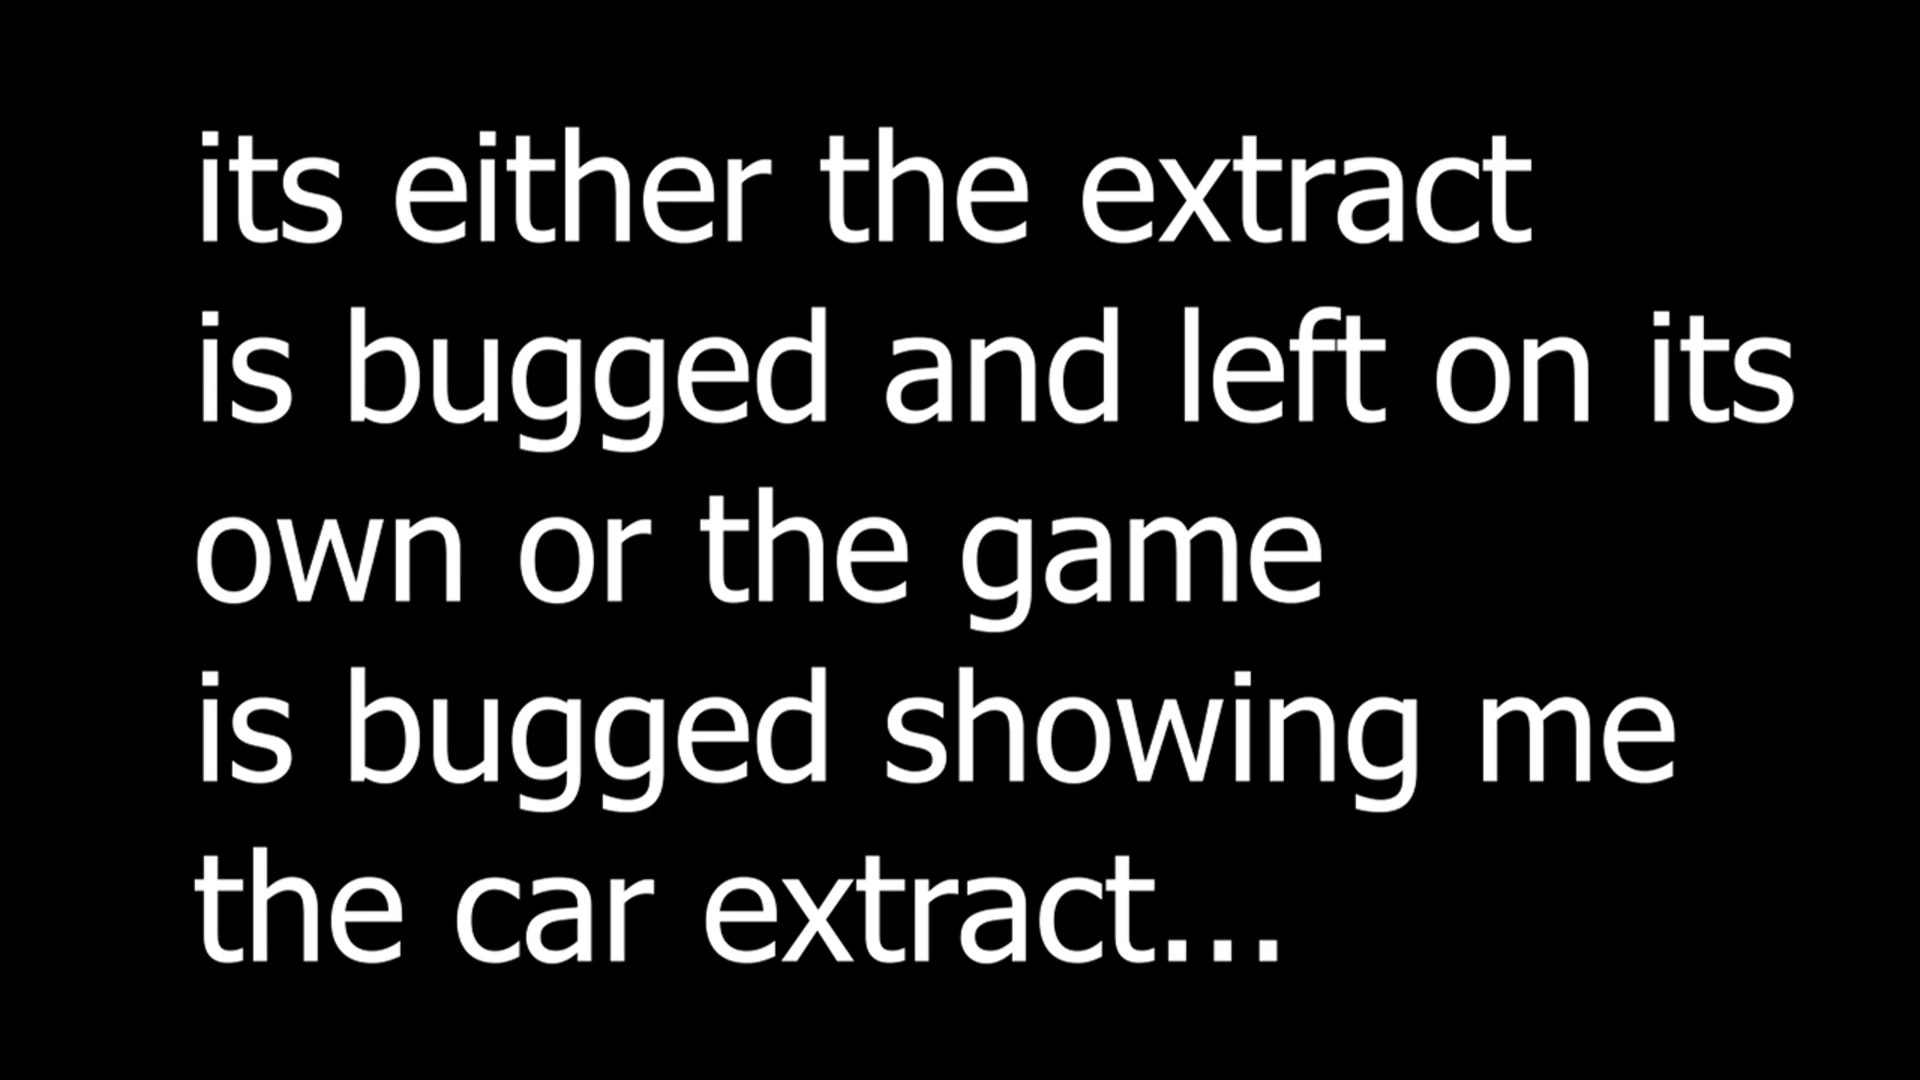 its either the extract
is bugged and left on its
own or the game
is bugged showing me
the car extract...